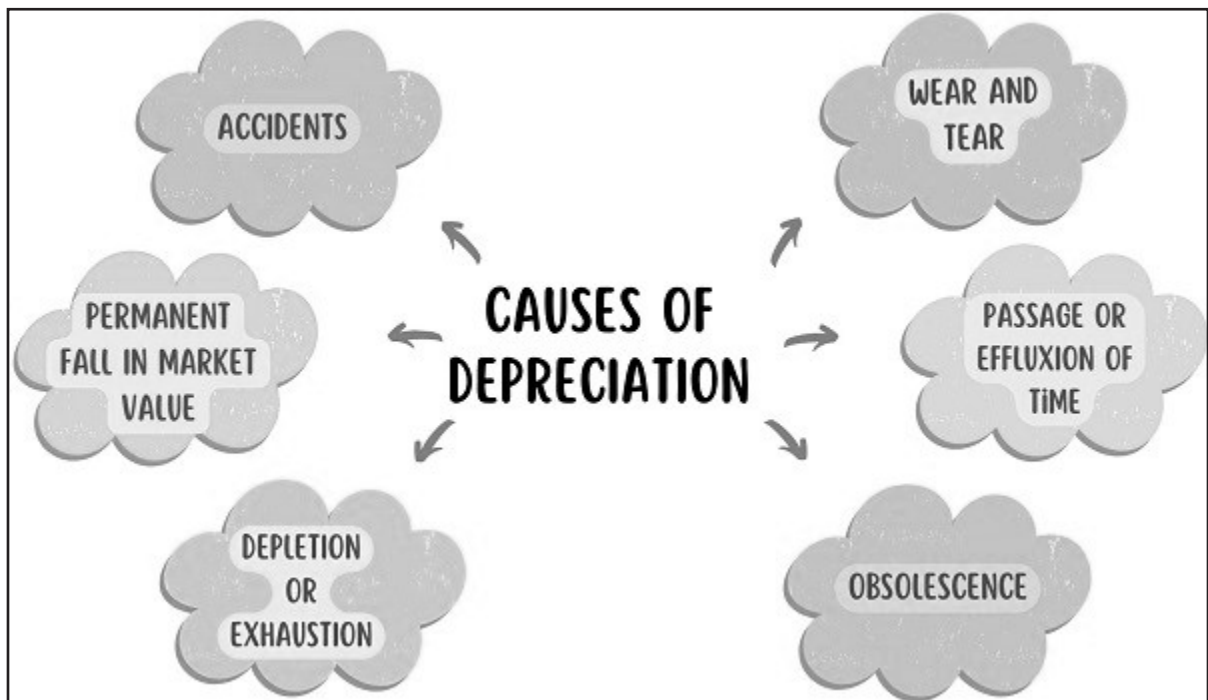 ACCIDENTS
WEAR AND
TEAR
PERMANENT
FALL IN MARKET
VALUE
CAUSES OF
DEPRECIATION
PASSAGE OR
EFFLUXION OF
TiME
DEPLETION
OR
EXHAUSTION
OBSOLESCENCE